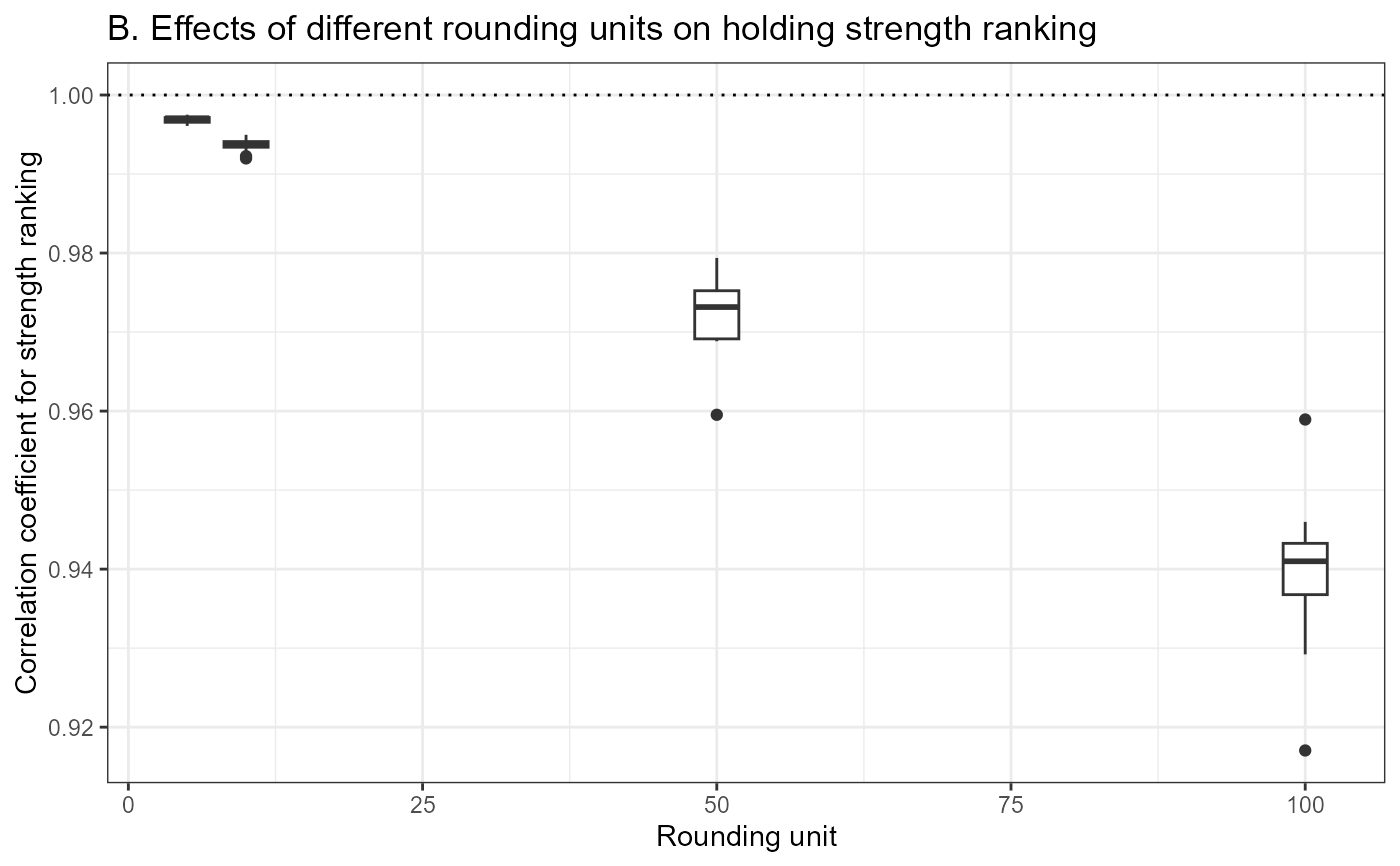 B. Effects of different rounding units on holding strength ranking
Correlation coefficient for strength ranking
1.00
0.98
0.96
0.94
0.92
0 25 50 75 100
Rounding unit